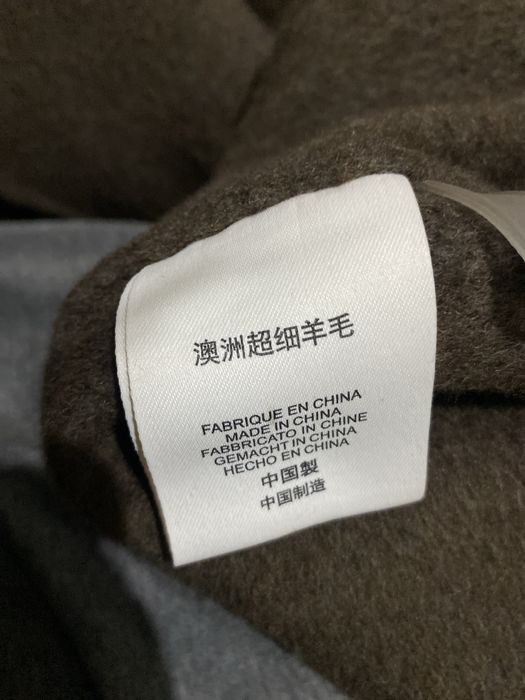 澳洲超细羊毛
FABRIQUE EN CHINA
MADE IN CHINA
FABBRICATO IN CHINE
GEMACHT IN CHINA
HECHO EN CHINA
中国製
中国制造